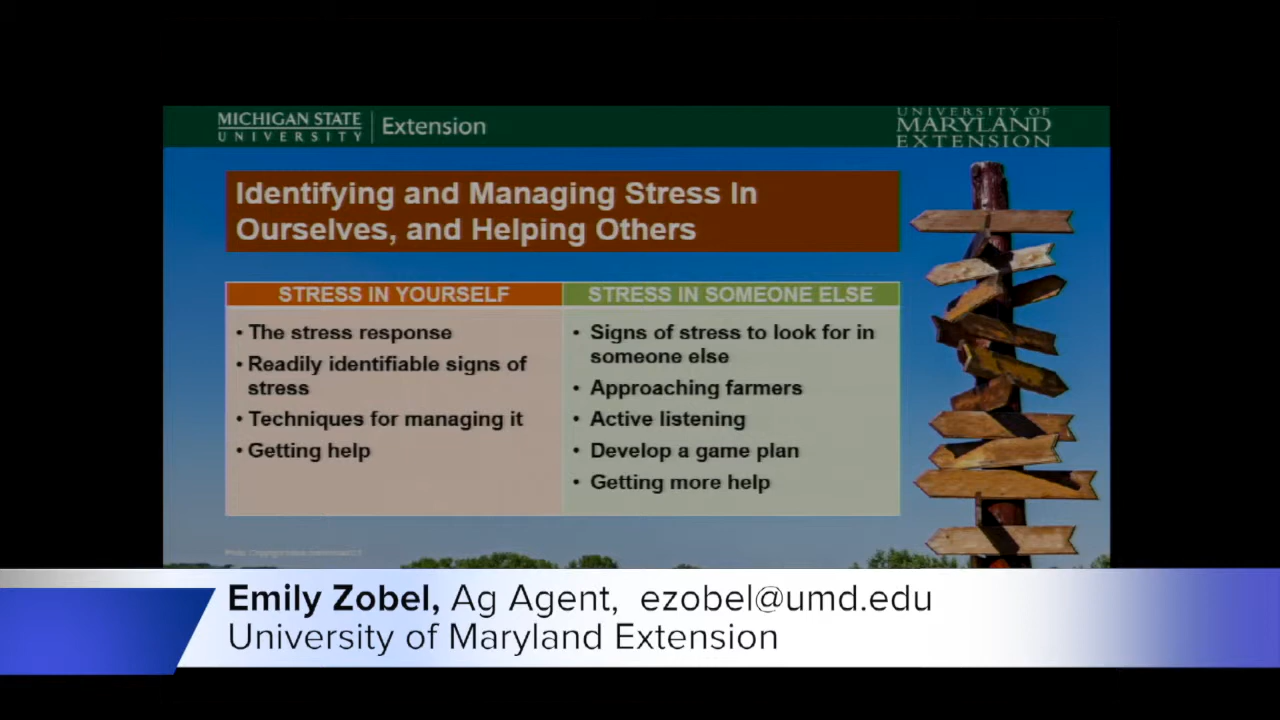 MICHIGAN STATE
UNIVERSITY
Extension
UNIVERSITY OF
MARYLAND
EXTENSION
Identifying and Managing Stress In
Ourselves, and Helping Others
STRESS IN YOURSELF
• The stress response
• Readily identifiable signs of
stress
• Techniques for managing it
• Getting help
STRESS IN SOMEONE ELSE
• Signs of stress to look for in
someone else
• Approaching farmers
• Active listening
• Develop a game plan
• Getting more help
Emily Zobel, Ag Agent, ezobel@umd.edu
University of Maryland Extension